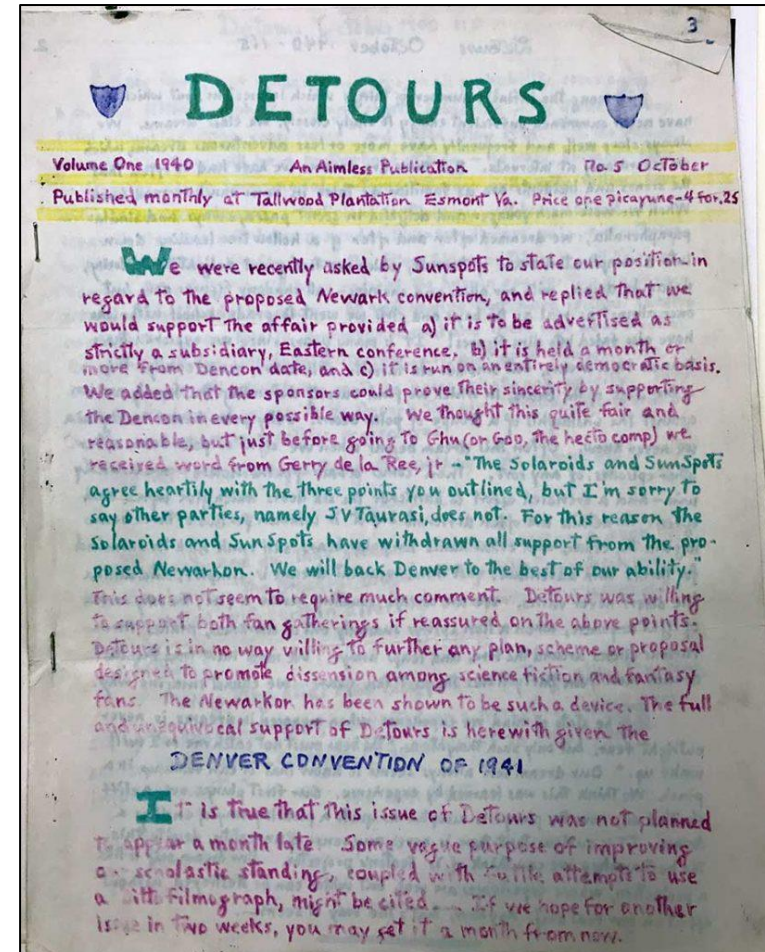 3
DETOURS
Volume One 1940 An Aimless Publication No. 5 October
Published monthly at Tallwood Plantation Esmont Va. Price one picayune-4 for .25
We were recently asked by Sunspots to state our position in
regard to the proposed Newark convention, and replied that we
would support the affair provided a) it is to be advertised as
strictly a subsidiary, Eastern conference, b) it is held a month or
more from Dencon date, and c) it is run on an entirely democratic basis.
We added that the sponsors could prove their sincerity by supporting
the Dencon in every possible way. We thought this quite fair and
reasonable, but just before going to Ghu (or Goo, the hecto comp) we
received word from Gerry de la Ree, jr - "The Solaroids and SunSpots
agree heartily with the three points you outlined, but I'm sorry to
say other parties, namely JV Taurasi, does not. For this reason the
Solaroids and Sun Spots have withdrawn all support from the pro-
posed Newarkon. We will back Denver to the best of our ability."
This does not seem to require much comment. Detours was willing
to support both fan gatherings if reassured on the above points.
Detours is in no way villing to further any plan, scheme or proposal
designed to promote dissension among science fiction and fantasy
fans. The Newarkon has been shown to be such a device. The full
and unequivocal support of Detours is herewith given the
DENVER CONVENTION OF 1941
It is true that this issue of Detours was not planned
to appear a month late. Some vague purpose of improving
our scholastic standing, coupled with futile attempts to use
a filmgraph, might be cited. If we hope for another
issue in two weeks, you may get it a month from now.